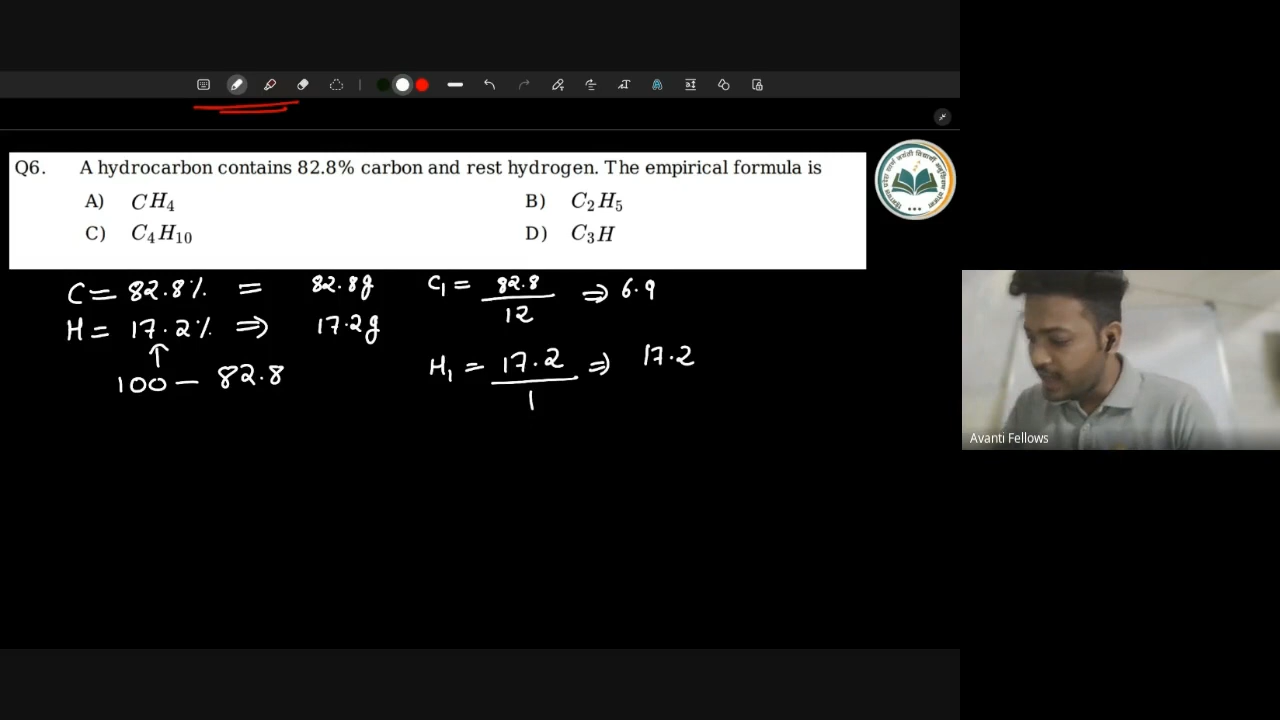 Q6. A hydrocarbon contains 82.8% carbon and rest hydrogen. The empirical formula is
A) CH₄ B) C₂H₅
C) C₄H₁₀ D) C₃H
C = 82.8% = 82.8g C₁ = 82.8/12 ⇒ 6.9
H = 17.2% ⇒ 17.2g H₁ = 17.2/1 ⇒ 17.2
↑
100 — 82.8
Avanti Fellows